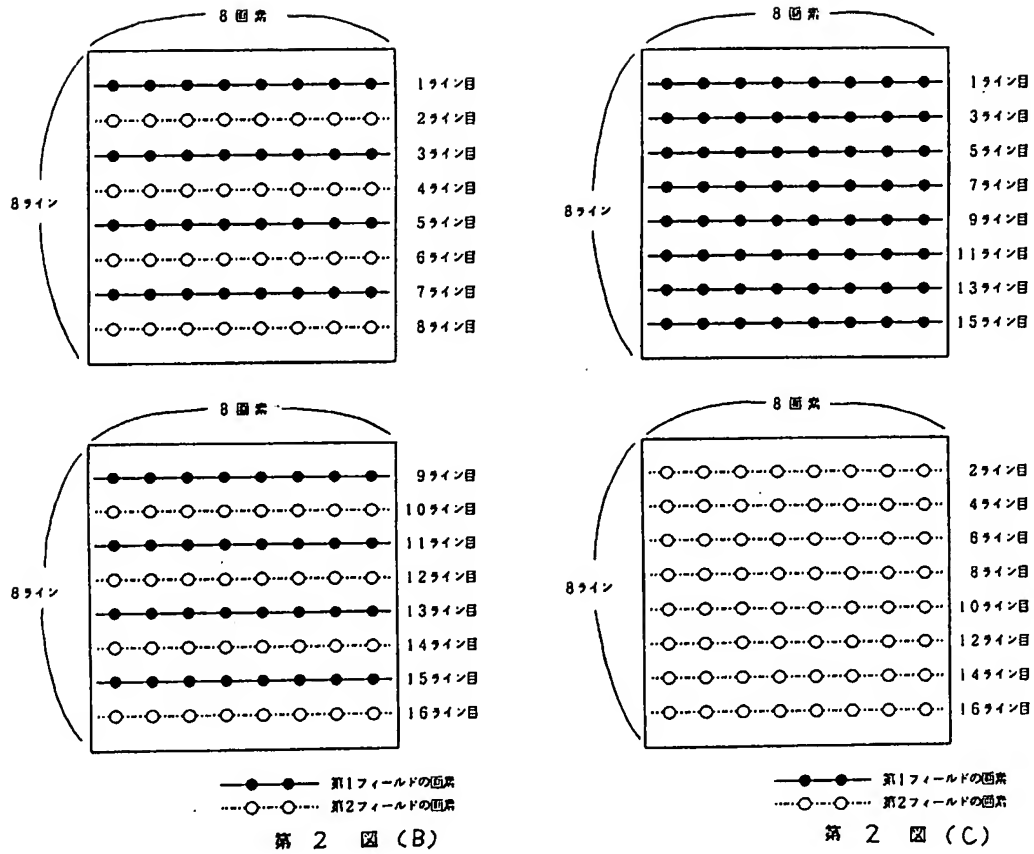 8画素
8ライン
1ライン目
2ライン目
3ライン目
4ライン目
5ライン目
6ライン目
7ライン目
8ライン目
8画素
8ライン
9ライン目
10ライン目
11ライン目
12ライン目
13ライン目
14ライン目
15ライン目
16ライン目
第1フィールドの画素
第2フィールドの画素
第 2 図 (B)
8画素
8ライン
1ライン目
3ライン目
5ライン目
7ライン目
9ライン目
11ライン目
13ライン目
15ライン目
8画素
8ライン
2ライン目
4ライン目
6ライン目
8ライン目
10ライン目
12ライン目
14ライン目
16ライン目
第1フィールドの画素
第2フィールドの画素
第 2 図 (C)